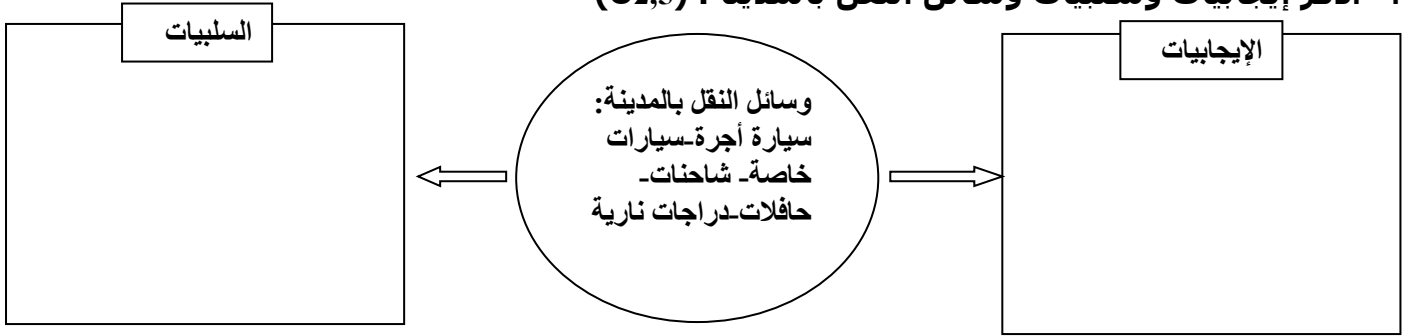 الإيجابيات
وسائل النقل بالمدينة:
سيارة أجرة-سيارات
خاصة- شاحنات-
حافلات-دراجات نارية
السلبيات